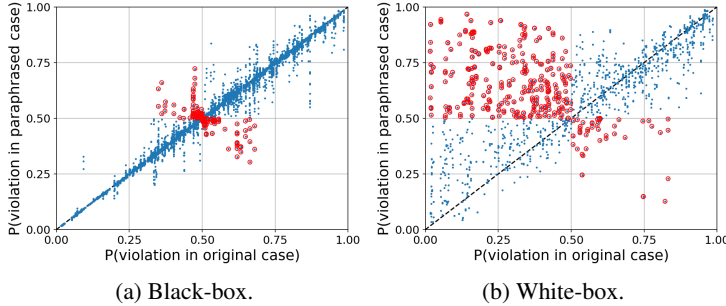 1.00
0.75
0.50
0.25
0.00
0.00 0.25 0.50 0.75 1.00
P(violation in paraphrased case)
P(violation in original case)
(a) Black-box.
1.00
0.75
0.50
0.25
0.00
0.00 0.25 0.50 0.75 1.00
P(violation in paraphrased case)
P(violation in original case)
(b) White-box.